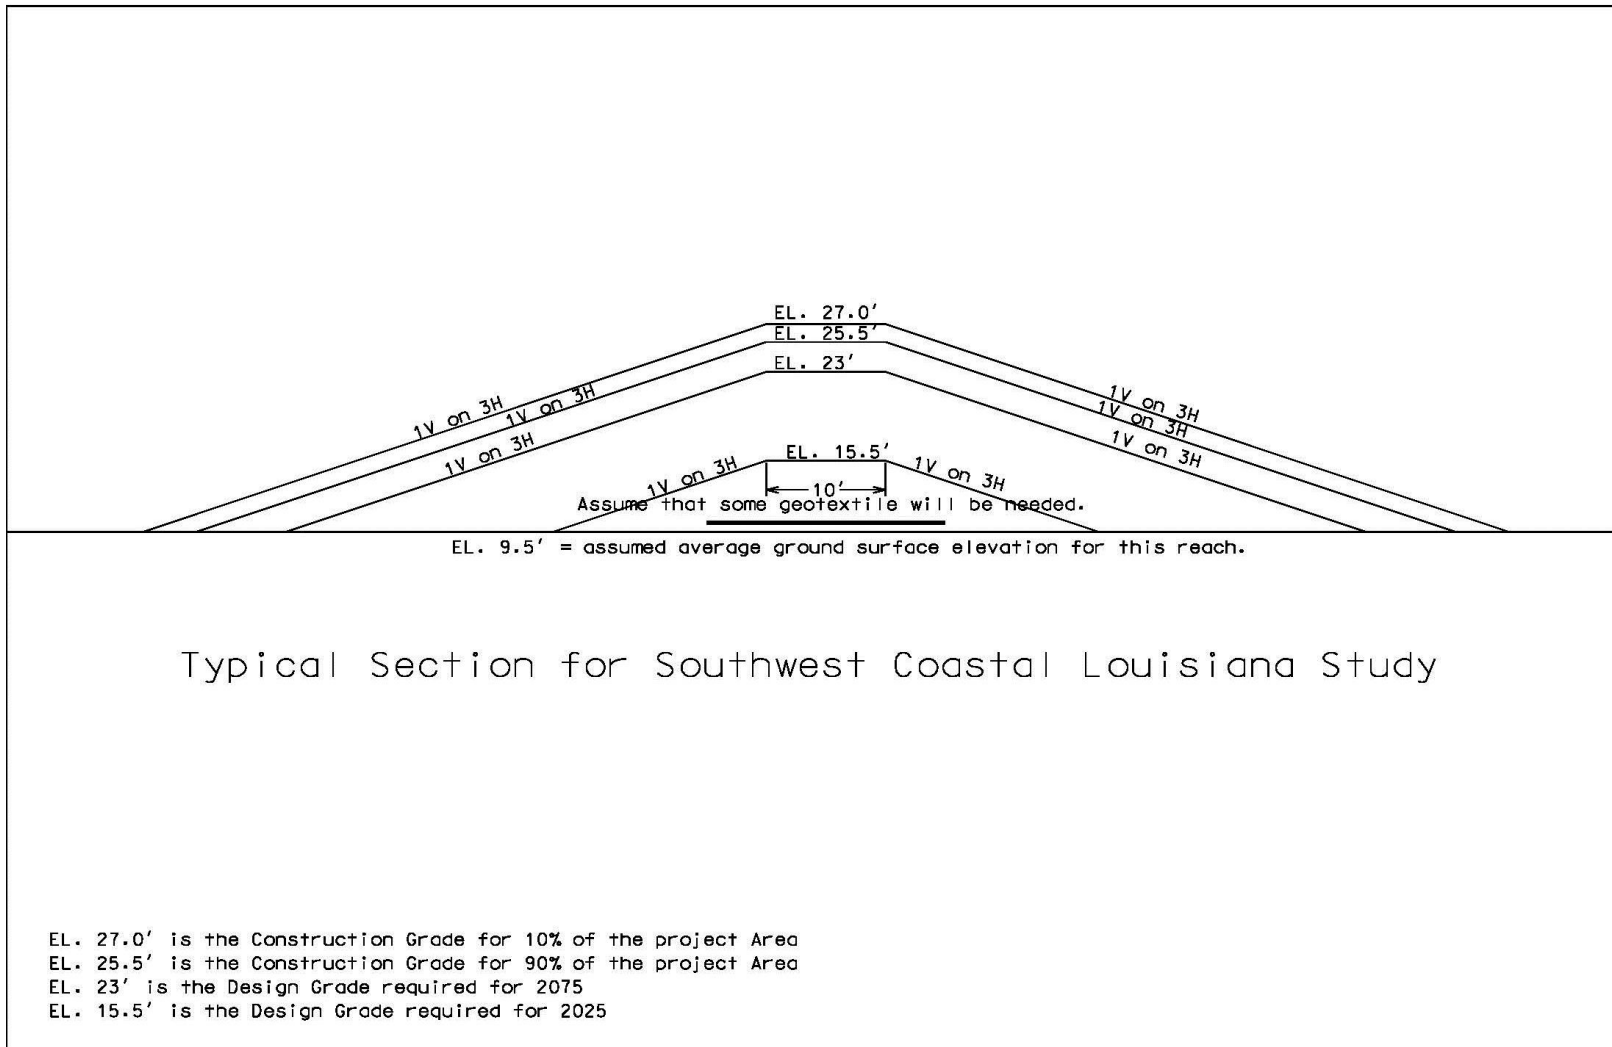 EL. 27.0'
EL. 25.5'
EL. 23'
1V on 3H
1V on 3H
1V on 3H
1V on 3H
1V on 3H
1V on 3H
EL. 15.5'
1V on 3H
1V on 3H
10'
Assume that some geotextile will be needed.
EL. 9.5' = assumed average ground surface elevation for this reach.
Typical Section for Southwest Coastal Louisiana Study
EL. 27.0' is the Construction Grade for 10% of the project Area
EL. 25.5' is the Construction Grade for 90% of the project Area
EL. 23' is the Design Grade required for 2075
EL. 15.5' is the Design Grade required for 2025